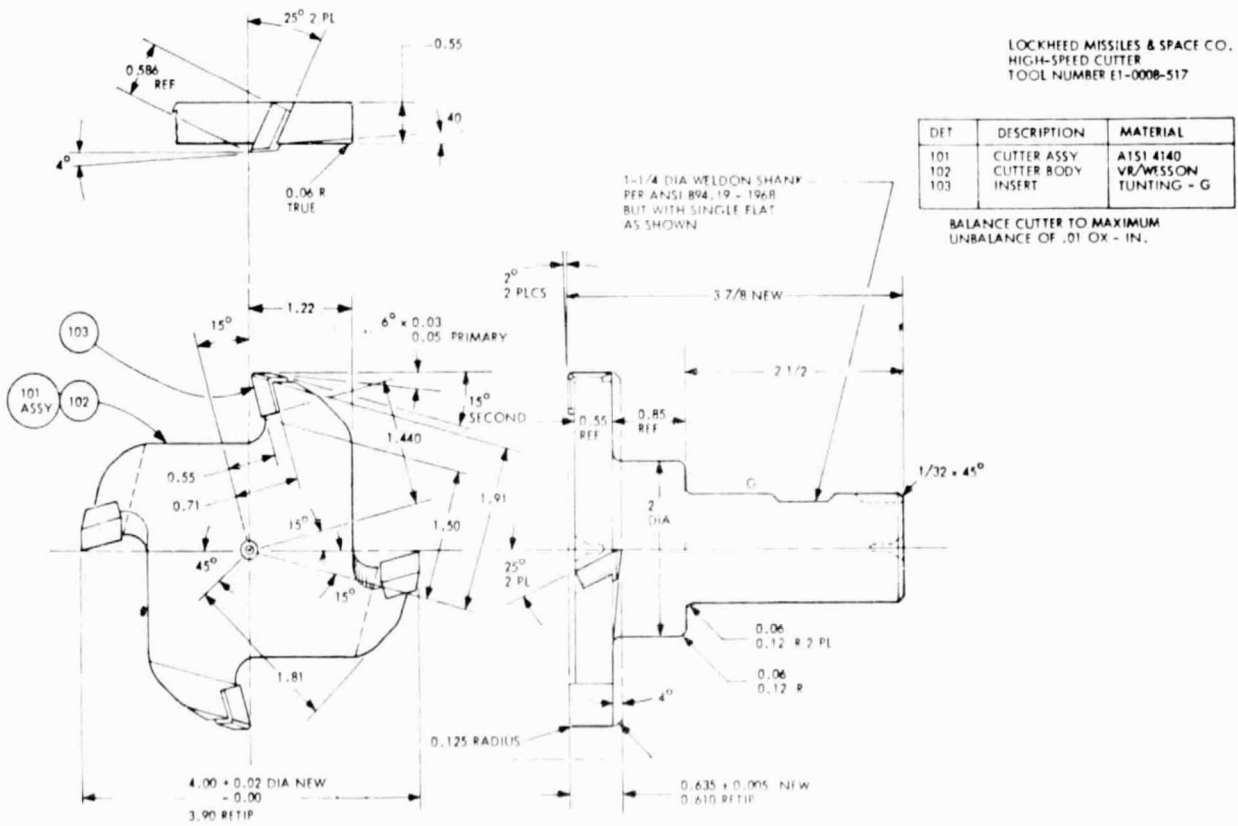 25° 2 PL
0.55
0.586
REF
40
4°
0.06 R
TRUE
LOCKHEED MISSILES & SPACE CO.
HIGH-SPEED CUTTER
TOOL NUMBER E1-0008-517
DET DESCRIPTION MATERIAL
101 CUTTER ASSY A1S1 4140
102 CUTTER BODY VR/WESSON
103 INSERT TUNTING - G
BALANCE CUTTER TO MAXIMUM
UNBALANCE OF .01 OX - IN.
1-1/4 DIA WELDON SHANK
PER ANSI B94.19 - 1968
BUT WITH SINGLE FLAT
AS SHOWN
2°
2 PLCS
3 7/8 NEW
1.22
15°
6° x 0.03
0.05 PRIMARY
103
101
ASSY
102
2 1/2
15°
SECOND
0.55
REF
0.85
REF
1.440
0.55
0.71
1.91
1.50
15°
G
1/32 x 45°
2
DIA
45°
15°
25°
2 PL
0.06
0.12 R 2 PL
0.06
0.12 R
1.81
4°
0.125 RADIUS
4.00 + 0.02 DIA NEW
- 0.00
3.90 RETIP
0.635 + 0.005 NEW
0.610 RETIP